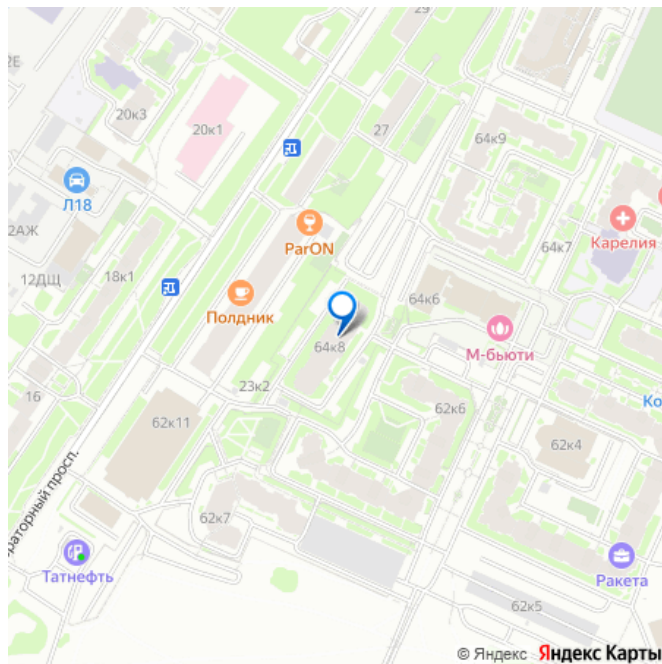 29
2Е
20к3
20к1
27
64к9
Л18
ParON
Карелия
2АЖ
64к7
12ДЩ
18к1
Полдник
64к6
64к8
М-бьюти
16
23к2
Ко
62к11
62к6
62к4
раторный просп.
62к7
Татнефть
Ракета
62к5
© Яндекс Яндекс Карты